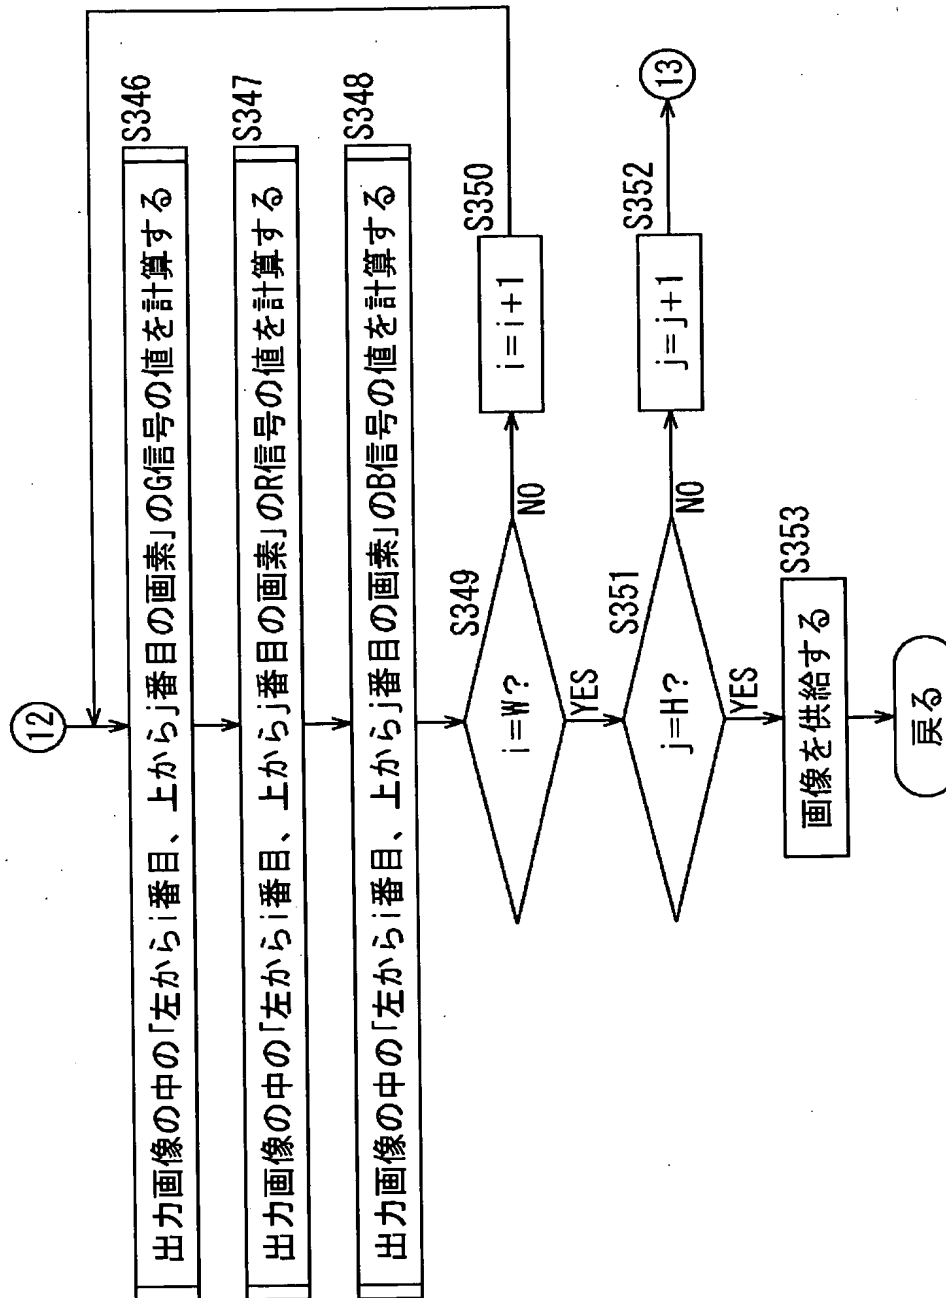 12
S346
出力画像の中の「左からi番目、上からj番目の画素」のG信号の値を計算する
S347
出力画像の中の「左からi番目、上からj番目の画素」のR信号の値を計算する
S348
出力画像の中の「左からi番目、上からj番目の画素」のB信号の値を計算する
S349
i=W?
NO
S350
i=i+1
YES
S351
j=H?
NO
S352
j=j+1
13
YES
S353
画像を供給する
戻る